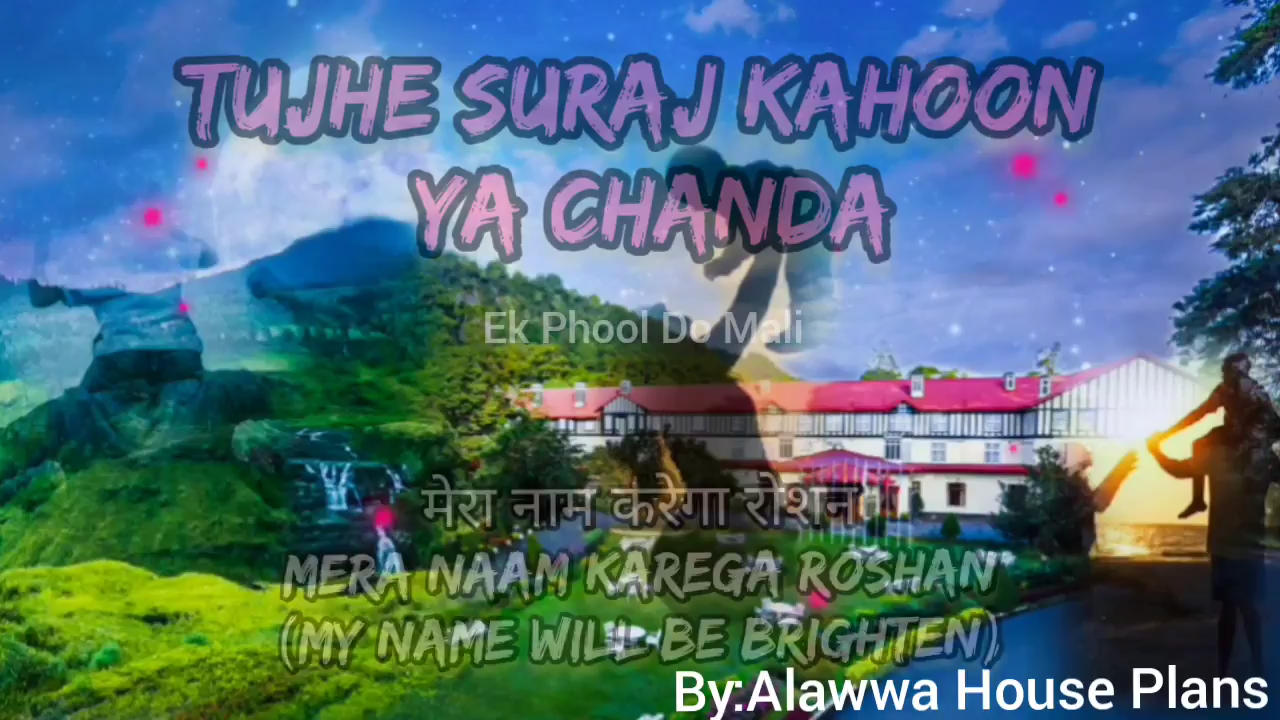 TUJHE SURAJ KAHOON
YA CHANDA
Ek Phool Do Mali
मेरा नाम करेगा रोशन
MERA NAAM KAREGA ROSHAN
(MY NAME WILL BE BRIGHTEN)
By:Alawwa House Plans